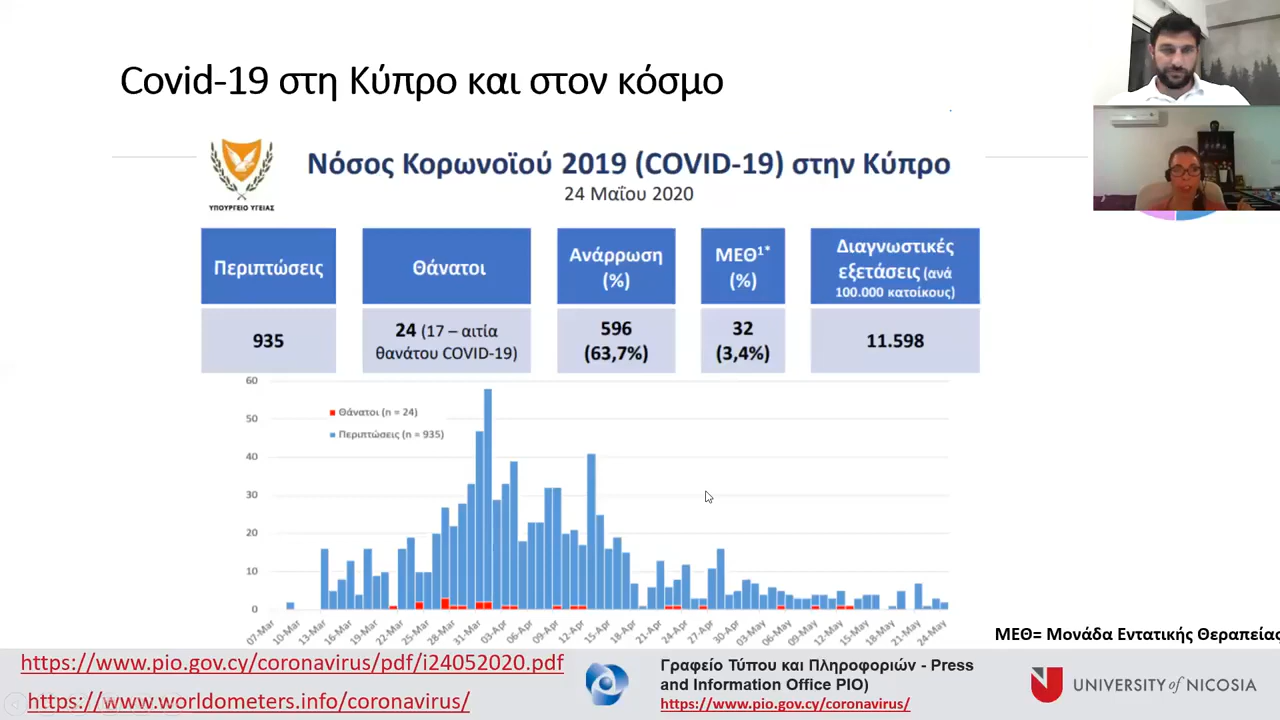 Covid-19 στη Κύπρο και στον κόσμο
ΥΠΟΥΡΓΕΙΟ ΥΓΕΙΑΣ
Νόσος Κορωνοϊού 2019 (COVID-19) στην Κύπρο
24 Μαΐου 2020
Περιπτώσεις
Θάνατοι
Ανάρρωση
(%)
ΜΕΘ¹*
(%)
Διαγνωστικές
εξετάσεις (ανά
100.000 κατοίκους)
935
24 (17 – αιτία
θανάτου COVID-19)
596
(63,7%)
32
(3,4%)
11.598
60
50
40
30
20
10
0
Θάνατοι (n = 24)
Περιπτώσεις (n = 935)
07-Mar
10-Mar
13-Mar
16-Mar
19-Mar
22-Mar
25-Mar
28-Mar
31-Mar
03-Apr
06-Apr
09-Apr
12-Apr
15-Apr
18-Apr
21-Apr
24-Apr
27-Apr
30-Apr
03-May
06-May
09-May
12-May
15-May
18-May
21-May
24-May
ΜΕΘ= Μονάδα Εντατικής Θεραπείας
https://www.pio.gov.cy/coronavirus/pdf/i24052020.pdf
https://www.worldometers.info/coronavirus/
Γραφείο Τύπου και Πληροφοριών - Press
and Information Office PIO)
https://www.pio.gov.cy/coronavirus/
UNIVERSITY of NICOSIA